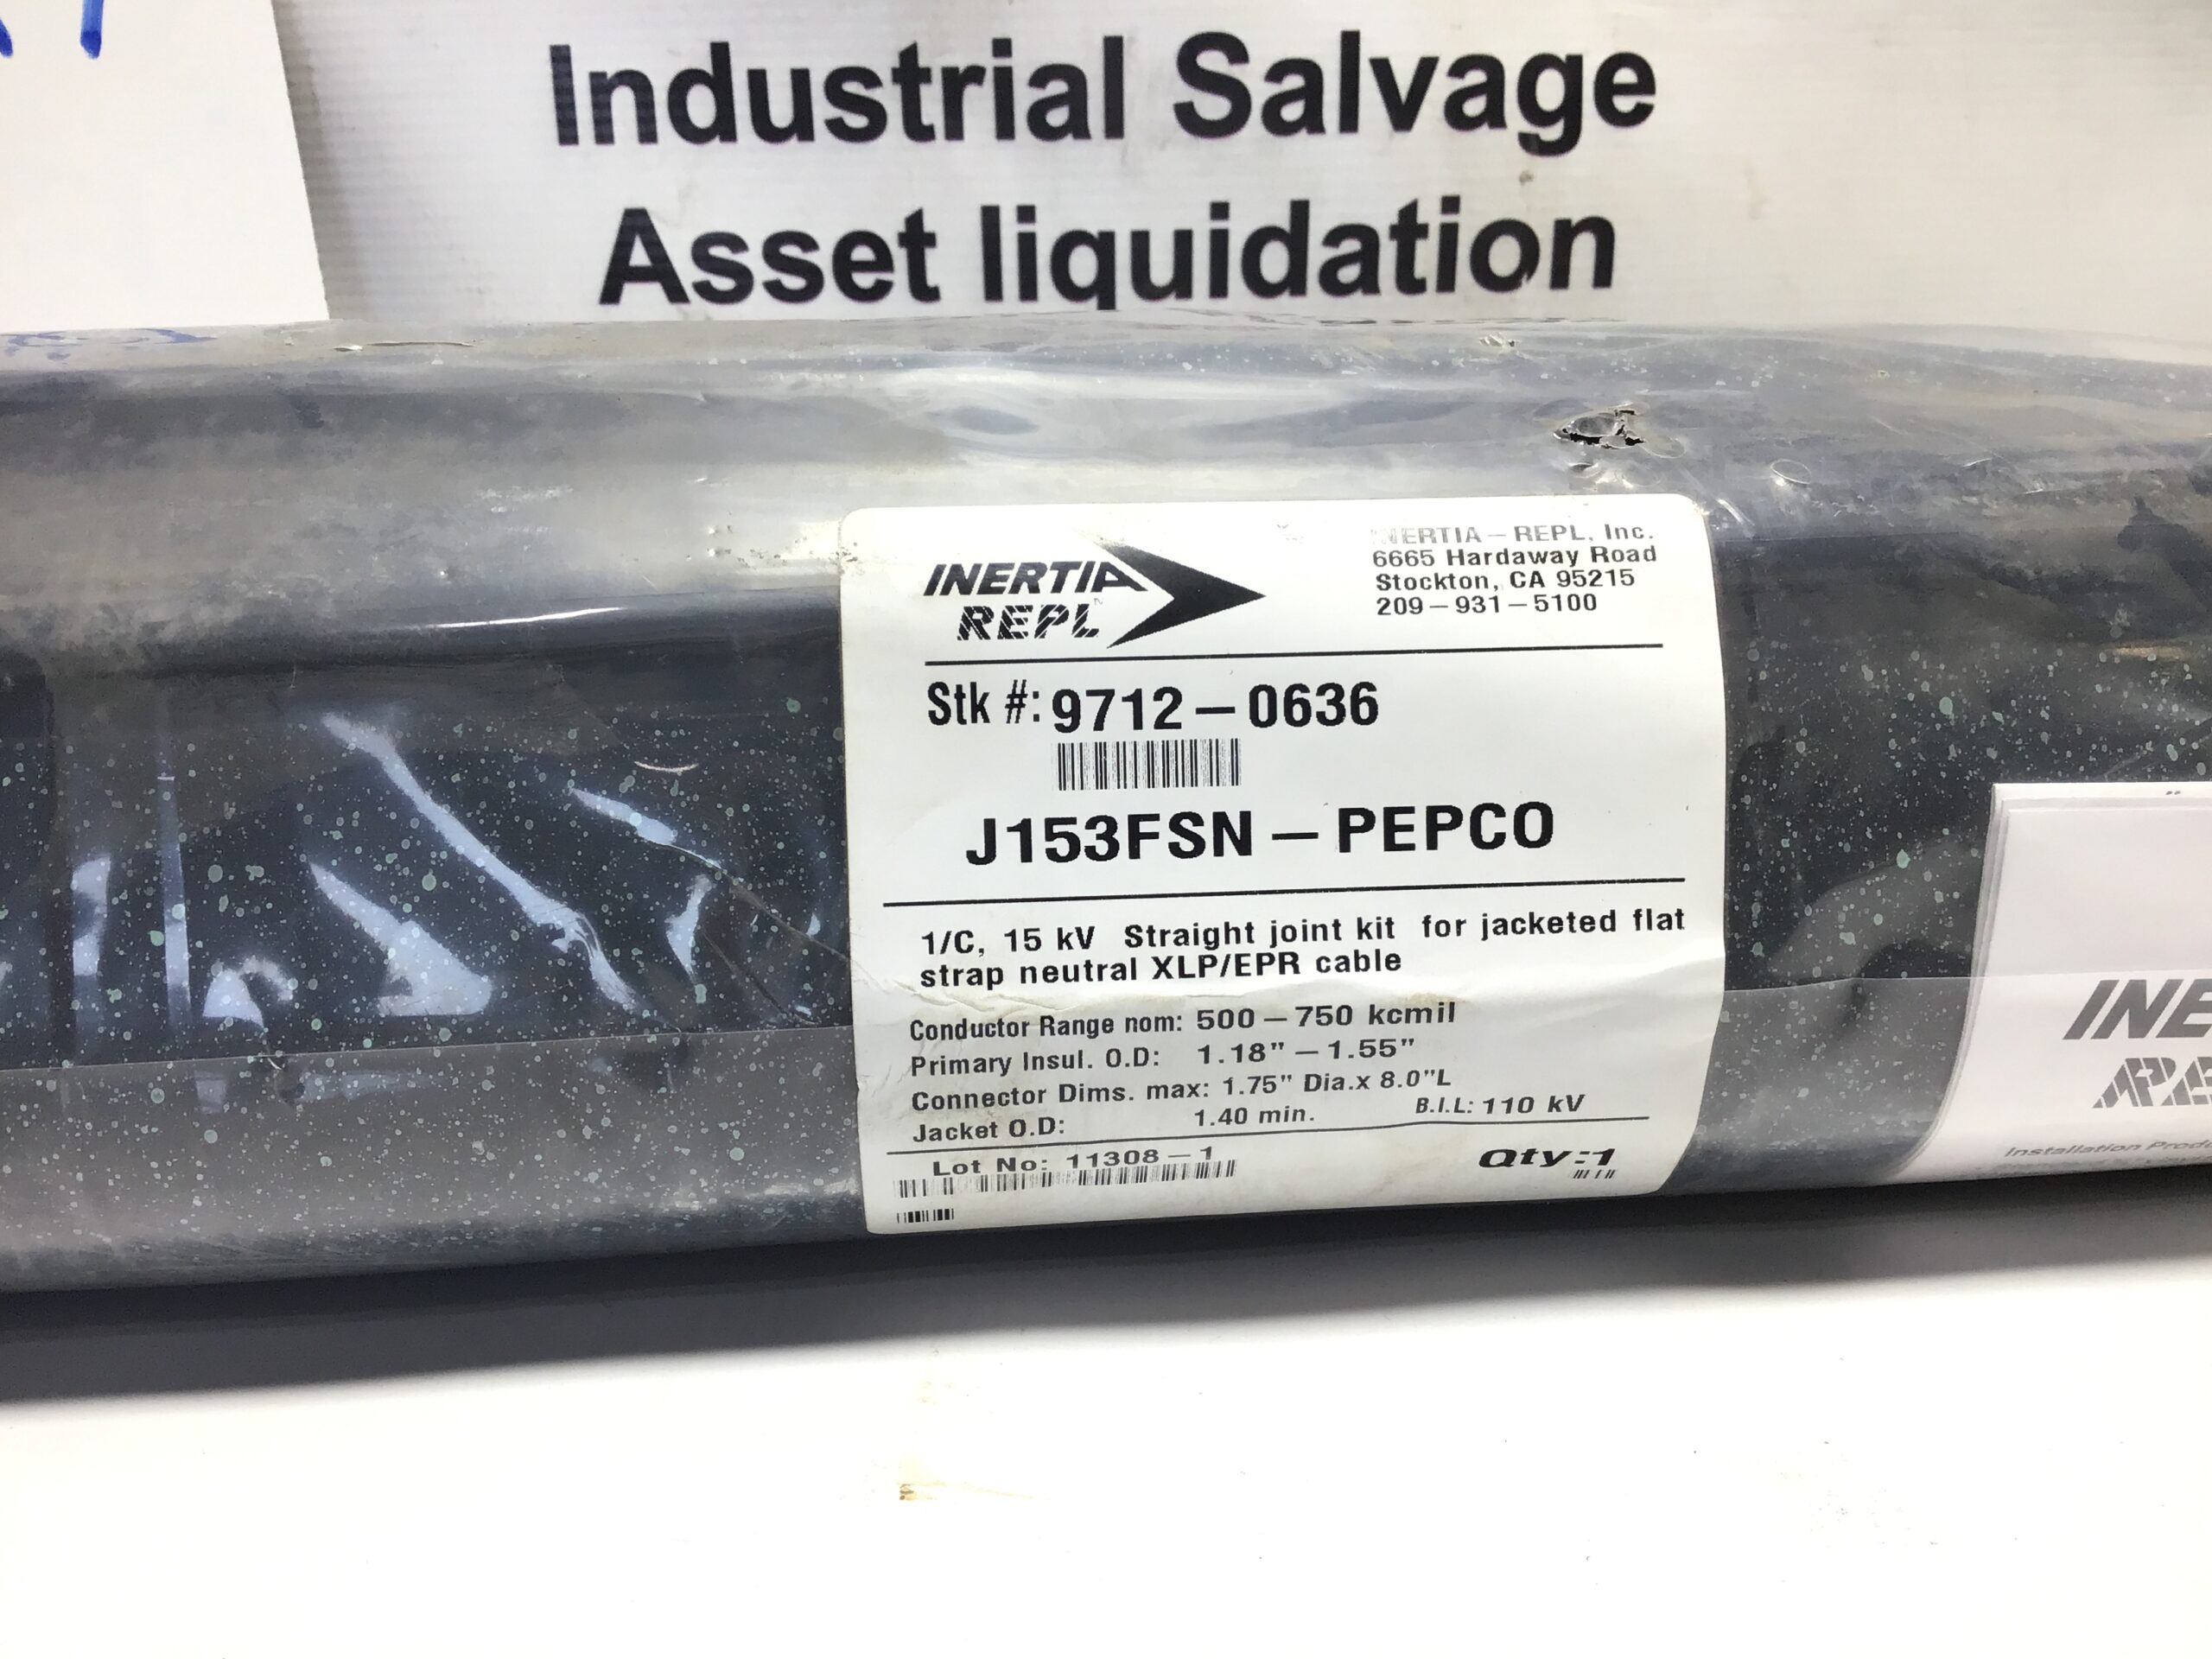 Industrial Salvage
Asset liquidation
INERTIA
REPL
INERTIA – REPL, Inc.
6665 Hardaway Road
Stockton, CA 95215
209 – 931 – 5100
Stk #: 9712 – 0636
J153FSN – PEPCO
1/C, 15 kV Straight joint kit for jacketed flat
strap neutral XLP/EPR cable
Conductor Range nom: 500 – 750 kcmil
Primary Insul. O.D: 1.18" – 1.55"
Connector Dims. max: 1.75" Dia.x 8.0"L
Jacket O.D: 1.40 min. B.I.L: 110 kV
Lot No: 11308 – 1 Qty:1
INE
RE
Installation